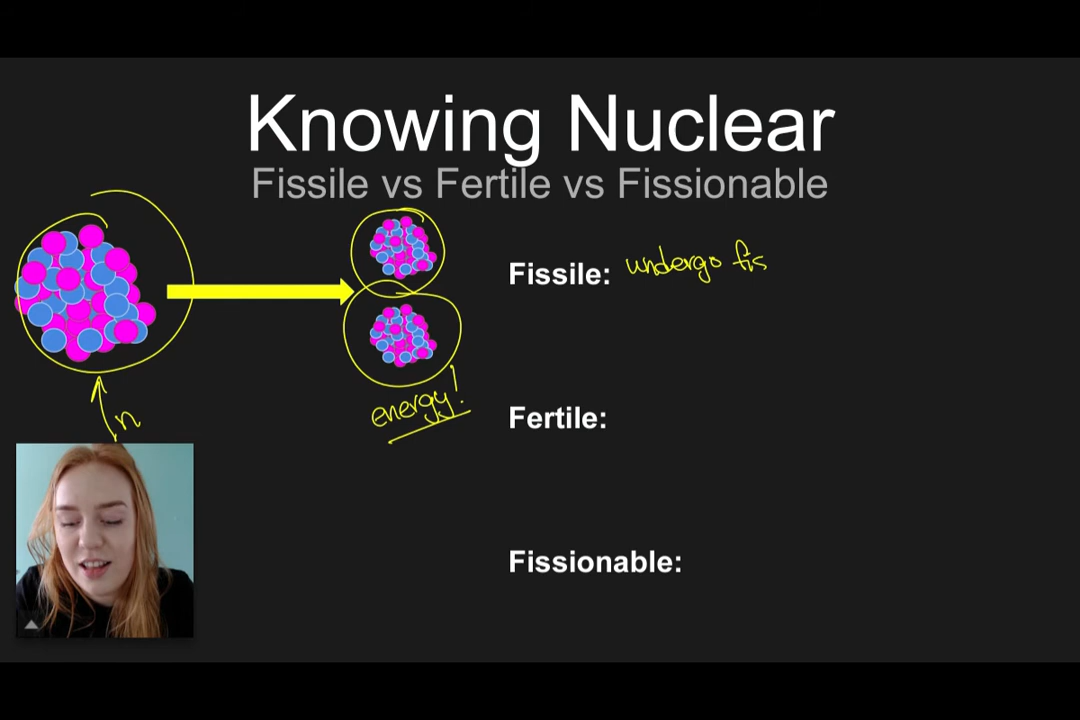 Knowing Nuclear
Fissile vs Fertile vs Fissionable
Fissile: undergo fis
n
energy!
Fertile:
Fissionable: